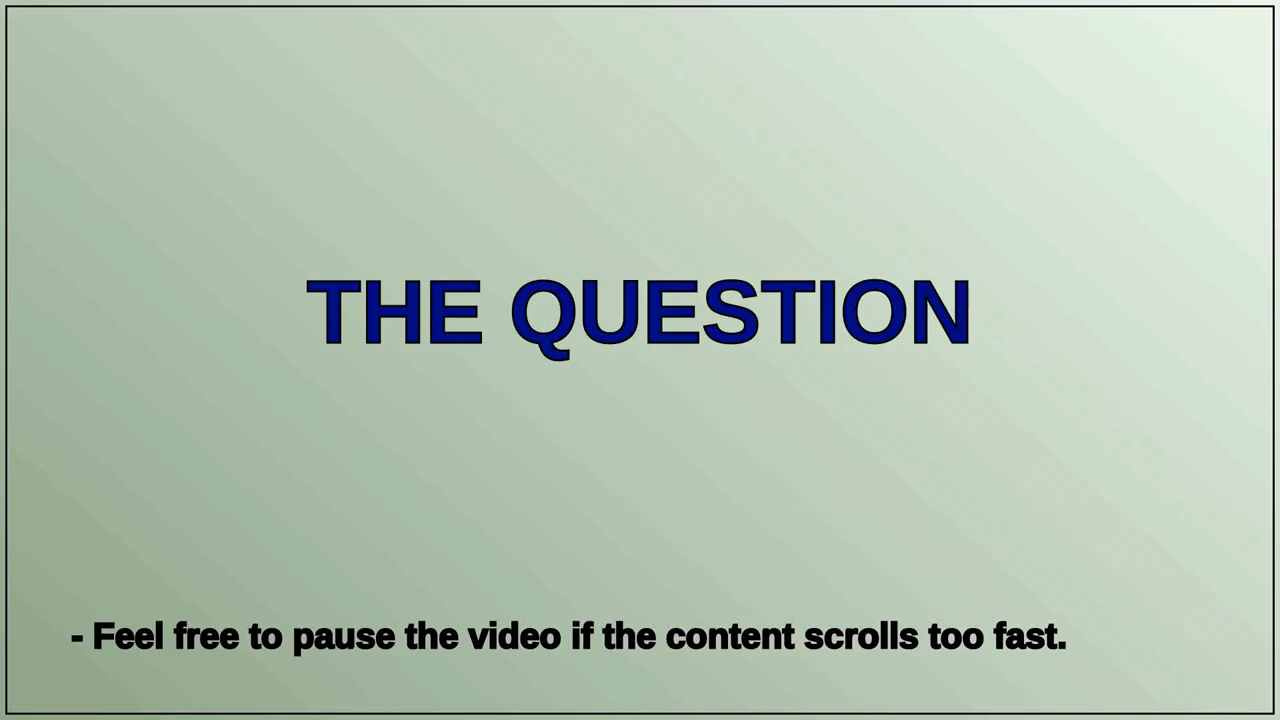 THE QUESTION
- Feel free to pause the video if the content scrolls too fast.